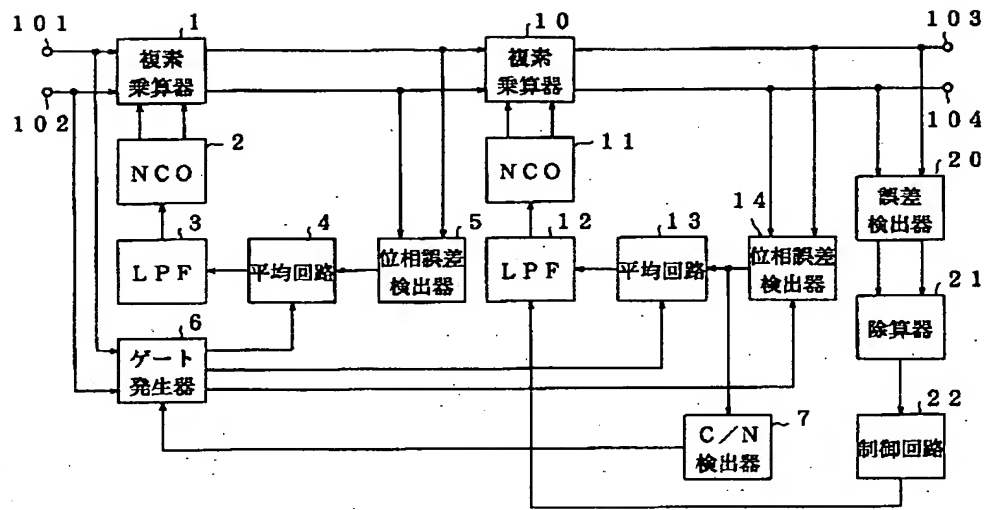 101
1
10
103
複素
乗算器
複素
乗算器
102
104
2
11
20
NCO
NCO
誤差
検出器
3
4
5
12
13
14
LPF
平均回路
位相誤差
検出器
LPF
平均回路
位相誤差
検出器
21
除算器
6
ゲート
発生器
22
制御回路
7
C/N
検出器